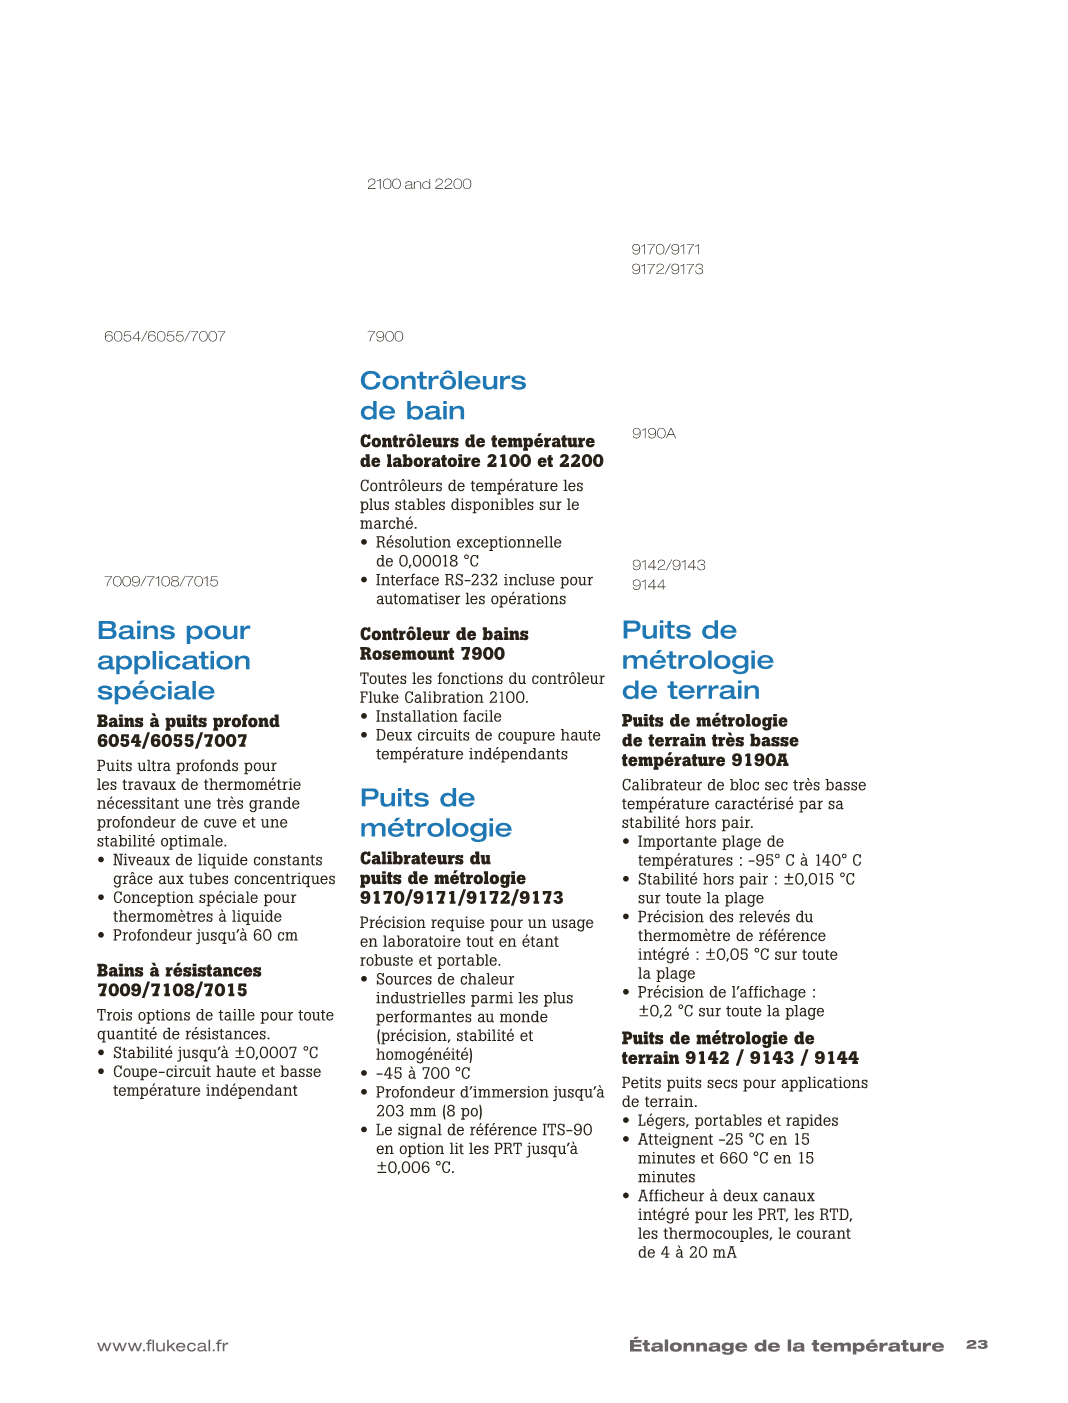 6054/6055/7007
7009/7108/7015
Bains pour
application
spéciale
Bains à puits profond
6054/6055/7007
Puits ultra profonds pour
les travaux de thermométrie
nécessitant une très grande
profondeur de cuve et une
stabilité optimale.
• Niveaux de liquide constants
grâce aux tubes concentriques
• Conception spéciale pour
thermomètres à liquide
• Profondeur jusqu’à 60 cm
Bains à résistances
7009/7108/7015
Trois options de taille pour toute
quantité de résistances.
• Stabilité jusqu’à ±0,0007 °C
• Coupe-circuit haute et basse
température indépendant
2100 and 2200
7900
Contrôleurs
de bain
Contrôleurs de température
de laboratoire 2100 et 2200
Contrôleurs de température les
plus stables disponibles sur le
marché.
• Résolution exceptionnelle
de 0,00018 °C
• Interface RS-232 incluse pour
automatiser les opérations
Contrôleur de bains
Rosemount 7900
Toutes les fonctions du contrôleur
Fluke Calibration 2100.
• Installation facile
• Deux circuits de coupure haute
température indépendants
Puits de
métrologie
Calibrateurs du
puits de métrologie
9170/9171/9172/9173
Précision requise pour un usage
en laboratoire tout en étant
robuste et portable.
• Sources de chaleur
industrielles parmi les plus
performantes au monde
(précision, stabilité et
homogénéité)
• -45 à 700 °C
• Profondeur d’immersion jusqu’à
203 mm (8 po)
• Le signal de référence ITS-90
en option lit les PRT jusqu’à
±0,006 °C.
9170/9171
9172/9173
9190A
9142/9143
9144
Puits de
métrologie
de terrain
Puits de métrologie
de terrain très basse
température 9190A
Calibrateur de bloc sec très basse
température caractérisé par sa
stabilité hors pair.
• Importante plage de
températures : -95° C à 140° C
• Stabilité hors pair : ±0,015 °C
sur toute la plage
• Précision des relevés du
thermomètre de référence
intégré : ±0,05 °C sur toute
la plage
• Précision de l’affichage :
±0,2 °C sur toute la plage
Puits de métrologie de
terrain 9142 / 9143 / 9144
Petits puits secs pour applications
de terrain.
• Légers, portables et rapides
• Atteignent -25 °C en 15
minutes et 660 °C en 15
minutes
• Afficheur à deux canaux
intégré pour les PRT, les RTD,
les thermocouples, le courant
de 4 à 20 mA
www.flukecal.fr
Étalonnage de la température 23